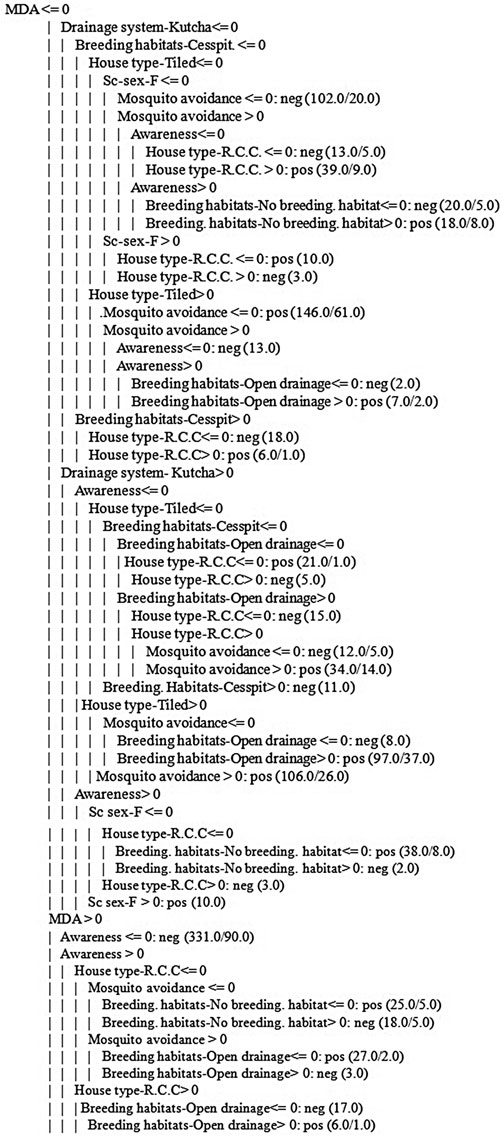 MDA <= 0
| Drainage system-Kutcha<= 0
| | Breeding habitats-Cesspit. <= 0
| | | House type-Tiled<= 0
| | | | Sc-sex-F <= 0
| | | | | Mosquito avoidance <= 0: neg (102.0/20.0)
| | | | | Mosquito avoidance > 0
| | | | | | Awareness<= 0
| | | | | | | House type-R.C.C. <= 0: neg (13.0/5.0)
| | | | | | | House type-R.C.C. > 0: pos (39.0/9.0)
| | | | | | Awareness> 0
| | | | | | | Breeding habitats-No breeding. habitat<= 0: neg (20.0/5.0)
| | | | | | | Breeding. habitats-No breeding. habitat> 0: pos (18.0/8.0)
| | | | Sc-sex-F > 0
| | | | | House type-R.C.C. <= 0: pos (10.0)
| | | | | House type-R.C.C. > 0: neg (3.0)
| | | House type-Tiled>0
| | | | .Mosquito avoidance <= 0: pos (146.0/61.0)
| | | | Mosquito avoidance > 0
| | | | | Awareness<= 0: neg (13.0)
| | | | | Awareness> 0
| | | | | | Breeding habitats-Open drainage<= 0: neg (2.0)
| | | | | | Breeding habitats-Open drainage > 0: pos (7.0/2.0)
| | Breeding habitats-Cesspit> 0
| | | House type-R.C.C<= 0: neg (18.0)
| | | House type-R.C.C> 0: pos (6.0/1.0)
| Drainage system- Kutcha> 0
| | Awareness<= 0
| | | House type-Tiled<= 0
| | | | Breeding habitats-Cesspit<= 0
| | | | | Breeding habitats-Open drainage<= 0
| | | | | |House type-R.C.C<= 0: pos (21.0/1.0)
| | | | | | House type-R.C.C> 0: neg (5.0)
| | | | | Breeding habitats-Open drainage> 0
| | | | | | House type-R.C.C<= 0: neg (15.0)
| | | | | | House type-R.C.C> 0
| | | | | | | Mosquito avoidance <= 0: neg (12.0/5.0)
| | | | | | | Mosquito avoidance > 0: pos (34.0/14.0)
| | | | Breeding. Habitats-Cesspit> 0: neg (11.0)
| | |House type-Tiled> 0
| | | | Mosquito avoidance<= 0
| | | | | Breeding habitats-Open drainage <= 0: neg (8.0)
| | | | | Breeding habitats-Open drainage> 0: pos (97.0/37.0)
| | | |Mosquito avoidance > 0: pos (106.0/26.0)
| | Awareness> 0
| | | Sc sex-F <= 0
| | | | House type-R.C.C<= 0
| | | | | Breeding. habitats-No breeding. habitat<= 0: pos (38.0/8.0)
| | | | | Breeding. habitats-No breeding. habitat> 0: neg (2.0)
| | | | House type-R.C.C> 0: neg (3.0)
| | | Sc sex-F > 0: pos (10.0)
MDA > 0
| Awareness <= 0: neg (331.0/90.0)
| Awareness > 0
| | House type-R.C.C<= 0
| | | Mosquito avoidance <= 0
| | | | Breeding. habitats-No breeding. habitat<= 0: pos (25.0/5.0)
| | | | Breeding. habitats-No breeding. habitat> 0: neg (18.0/5.0)
| | | Mosquito avoidance > 0
| | | | Breeding habitats-Open drainage<= 0: pos (27.0/2.0)
| | | | Breeding habitats-Open drainage> 0: neg (3.0)
| | House type-R.C.C> 0
| | |Breeding habitats-Open drainage<= 0: neg (17.0)
| | | Breeding habitats-Open drainage> 0: pos (6.0/1.0)